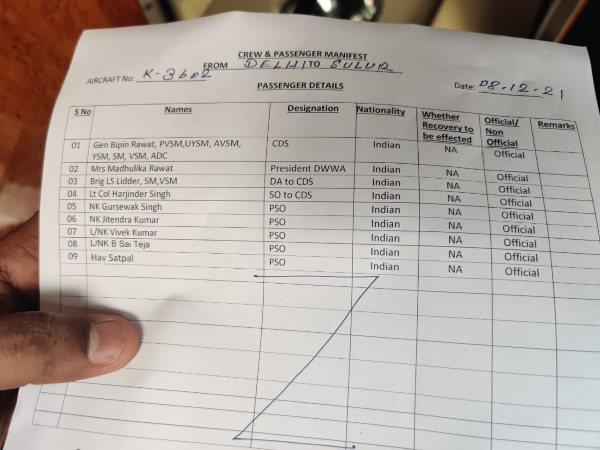 CREW & PASSENGER MANIFEST
FROM DELHI TO SULUR
AIRCRAFT No: K-3602
Date: 08-12-21
PASSENGER DETAILS
S No Names Designation Nationality Whether Recovery to be effected Official/ Non Official Remarks
01 Gen Bipin Rawat, PVSM,UYSM, AVSM, CDS Indian NA Official
YSM, SM, VSM, ADC
02 Mrs Madhulika Rawat President DWWA Indian NA Official
03 Brig LS Lidder, SM,VSM DA to CDS Indian NA Official
04 Lt Col Harjinder Singh SO to CDS Indian NA Official
05 NK Gursewak Singh PSO Indian NA Official
06 NK Jitendra Kumar PSO Indian NA Official
07 L/NK Vivek Kumar PSO Indian NA Official
08 L/NK B Sai Teja PSO Indian NA Official
09 Hav Satpal PSO Indian NA Official